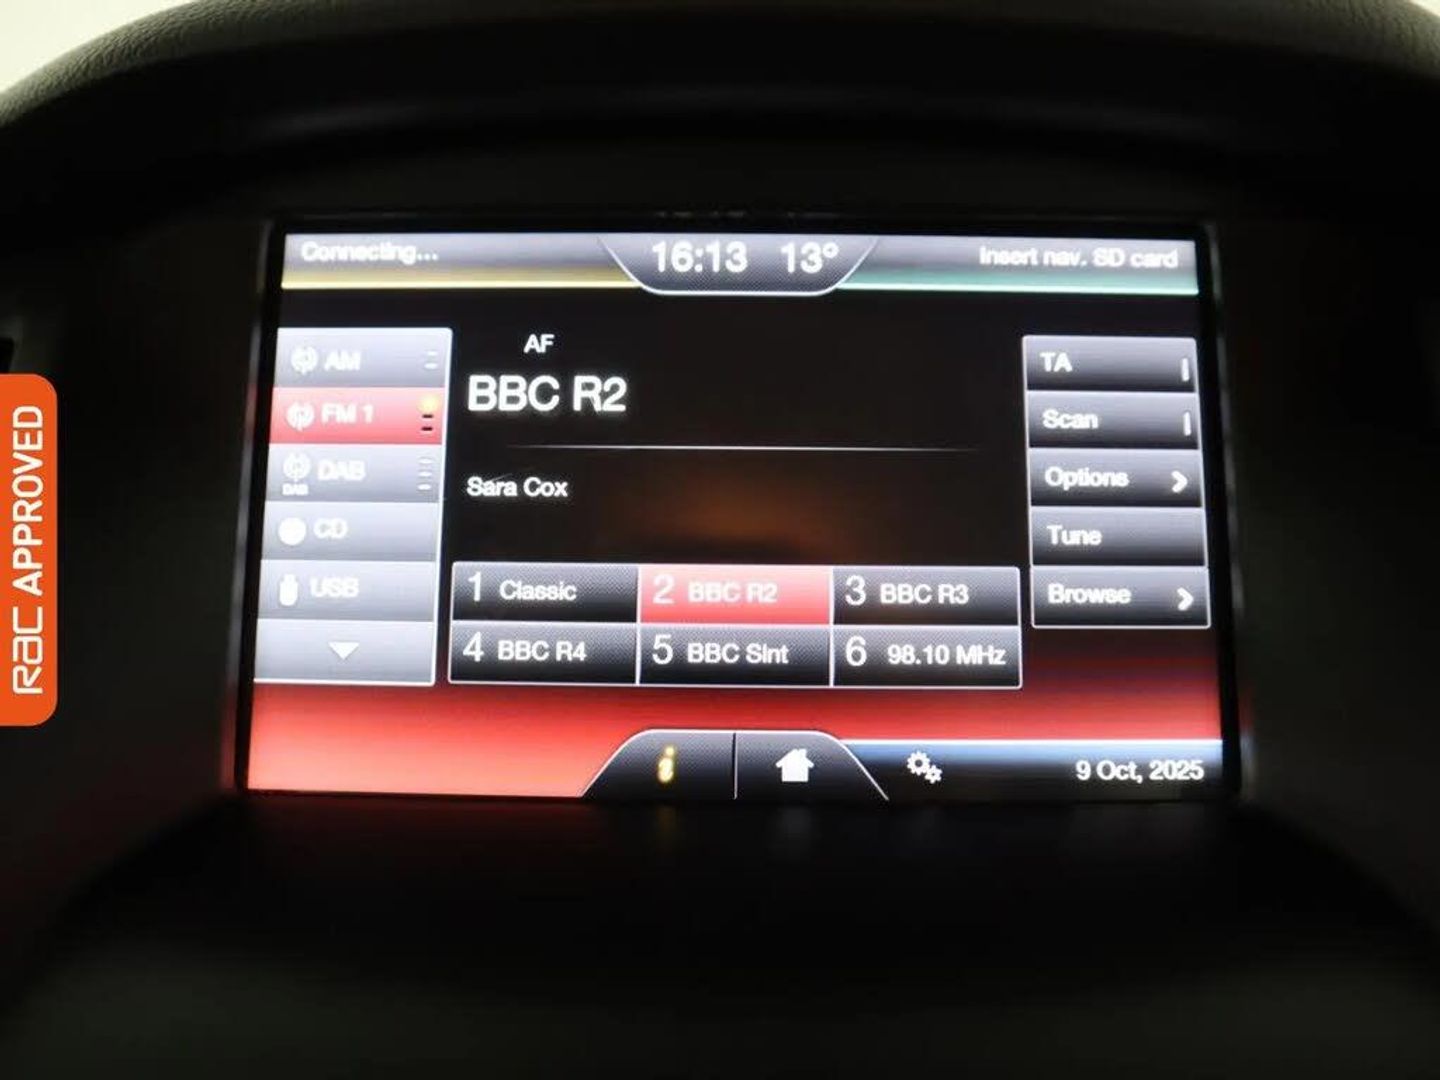 Connecting...
16:13 13°
Insert nav. SD card
AM
FM 1
DAB
DAB
CD
USB
AF
BBC R2
Sara Cox
1 Classic
2 BBC R2
3 BBC R3
4 BBC R4
5 BBC Slnt
6 98.10 MHz
TA
Scan
Options
Tune
Browse
i
9 Oct, 2025
RAC APPROVED